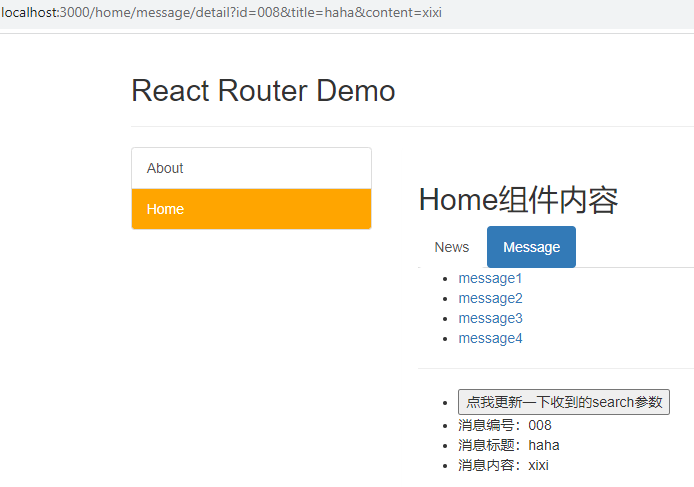 localhost:3000/home/message/detail?id=008&title=haha&content=xixi
React Router Demo
About
Home
Home组件内容
News
Message
message1
message2
message3
message4
点我更新一下收到的search参数
消息编号：008
消息标题：haha
消息内容：xixi